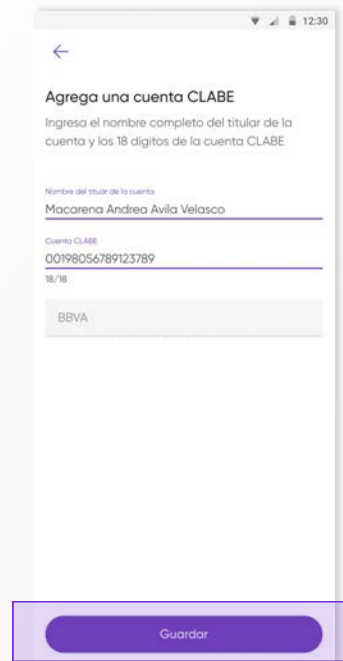 12:30
Agrega una cuenta CLABE
Ingresa el nombre completo del titular de la
cuenta y los 18 dígitos de la cuenta CLABE
Nombre del tituar de la cuenta
Macarena Andrea Avila Velasco
Cuenta CLABE
00198056789123789
18/18
BBVA
Guardar